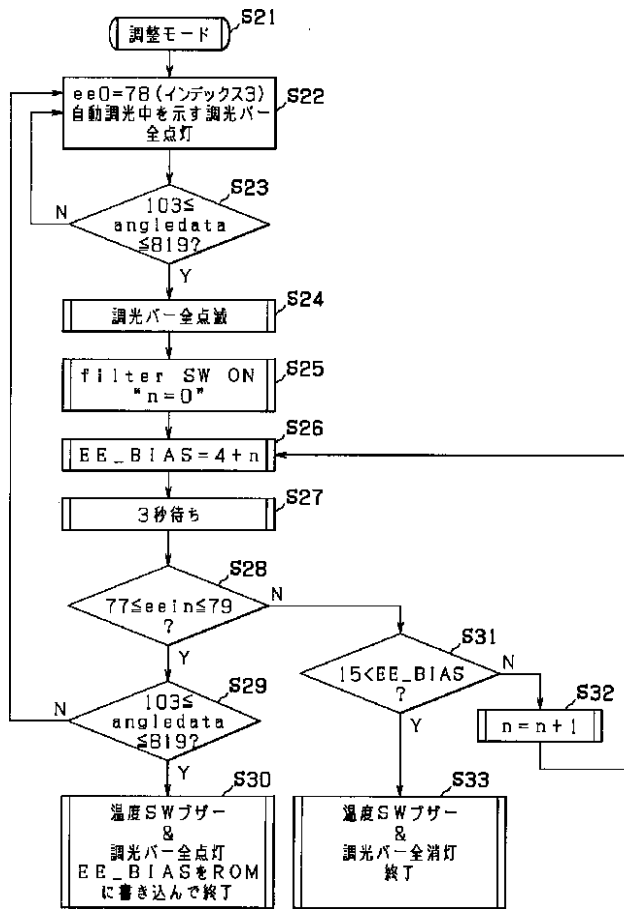 S21
調整モード
S22
ee0=78(インデックス3)
自動調光中を示す調光バー
全点灯
S23
N
103≦
angledata
≦819?
Y
S24
調光バー全点滅
S25
filter SW ON
"n=0"
S26
EE_BIAS=4+n
S27
3秒待ち
S28
N
77≦eein≦79
?
Y
S31
15<EE_BIAS
?
N
Y
S32
n=n+1
S29
N
103≦
angledata
≦819?
Y
S30
温度SWブザー
&
調光バー全点灯
EE_BIASをROM
に書き込んで終了
S33
温度SWブザー
&
調光バー全消灯
終了